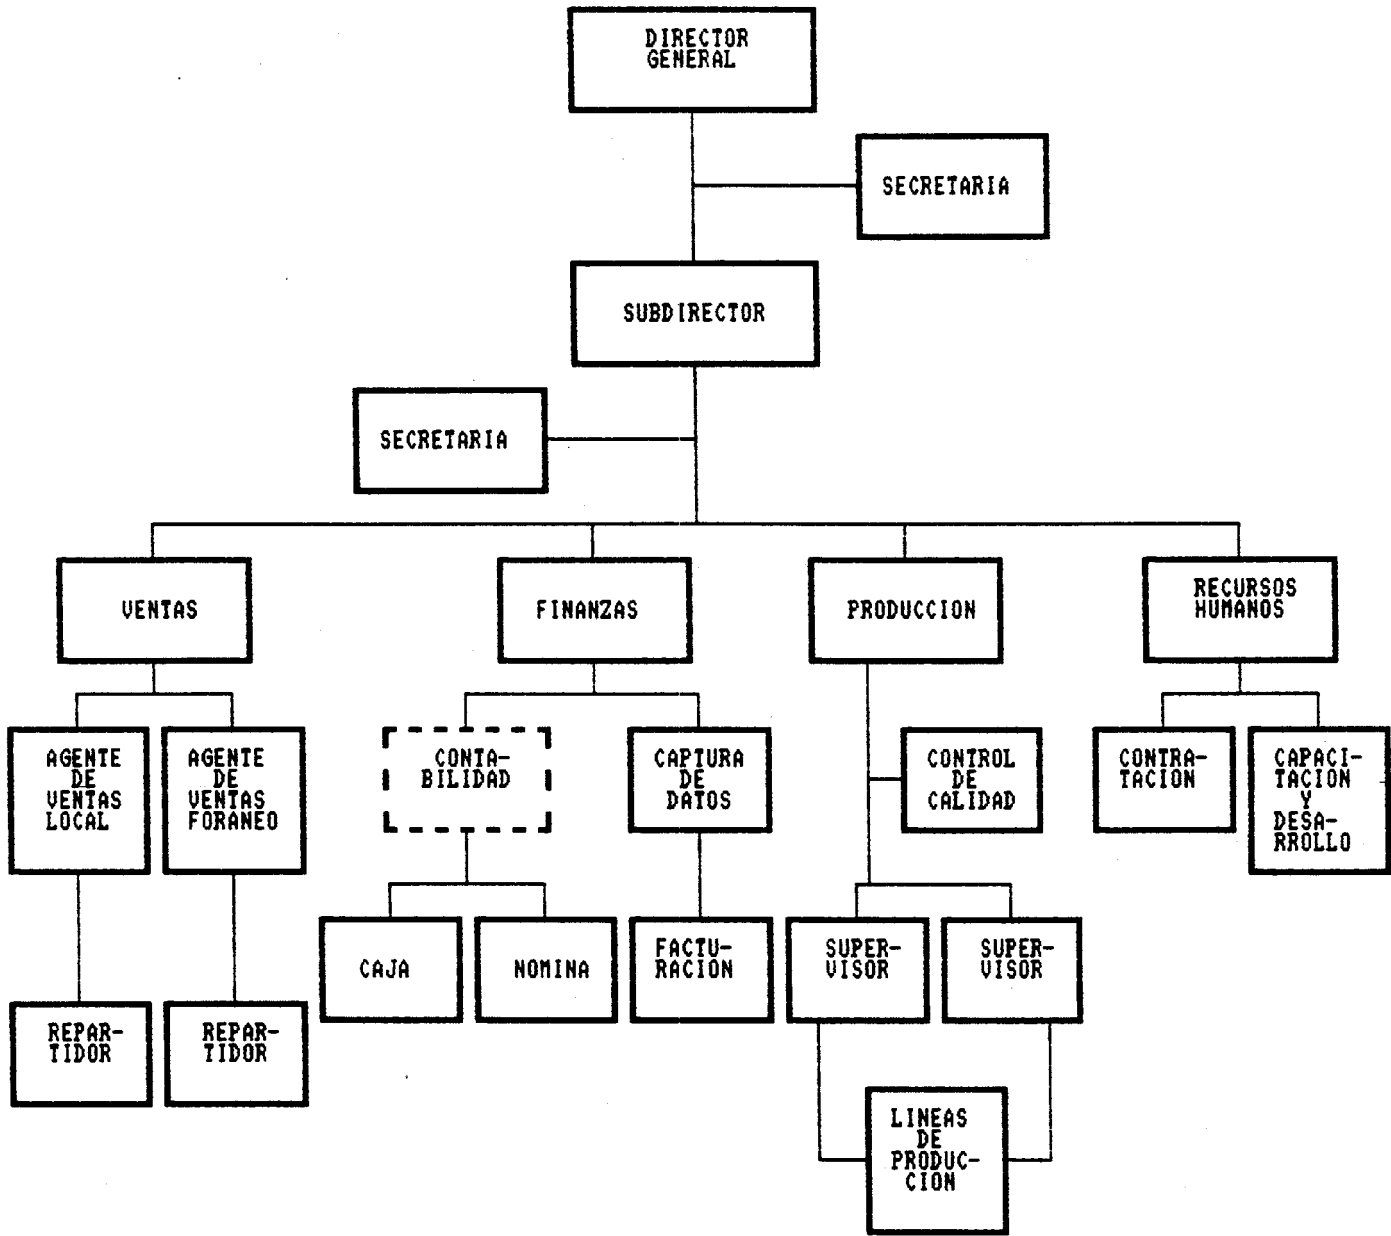 DIRECTOR
GENERAL
SECRETARIA
SUBDIRECTOR
SECRETARIA
VENTAS
FINANZAS
PRODUCCION
RECURSOS
HUMANOS
AGENTE
DE
VENTAS
LOCAL
AGENTE
DE
VENTAS
FORANEO
CONTA-
BILIDAD
CAPTURA
DE
DATOS
CONTROL
DE
CALIDAD
CONTRA-
TACION
CAPACI-
TACION
Y
DESA-
RROLLO
CAJA
NOMINA
FACTU-
RACION
SUPER-
VISOR
SUPER-
VISOR
REPAR-
TIDOR
REPAR-
TIDOR
LINEAS
DE
PRODUC-
CION